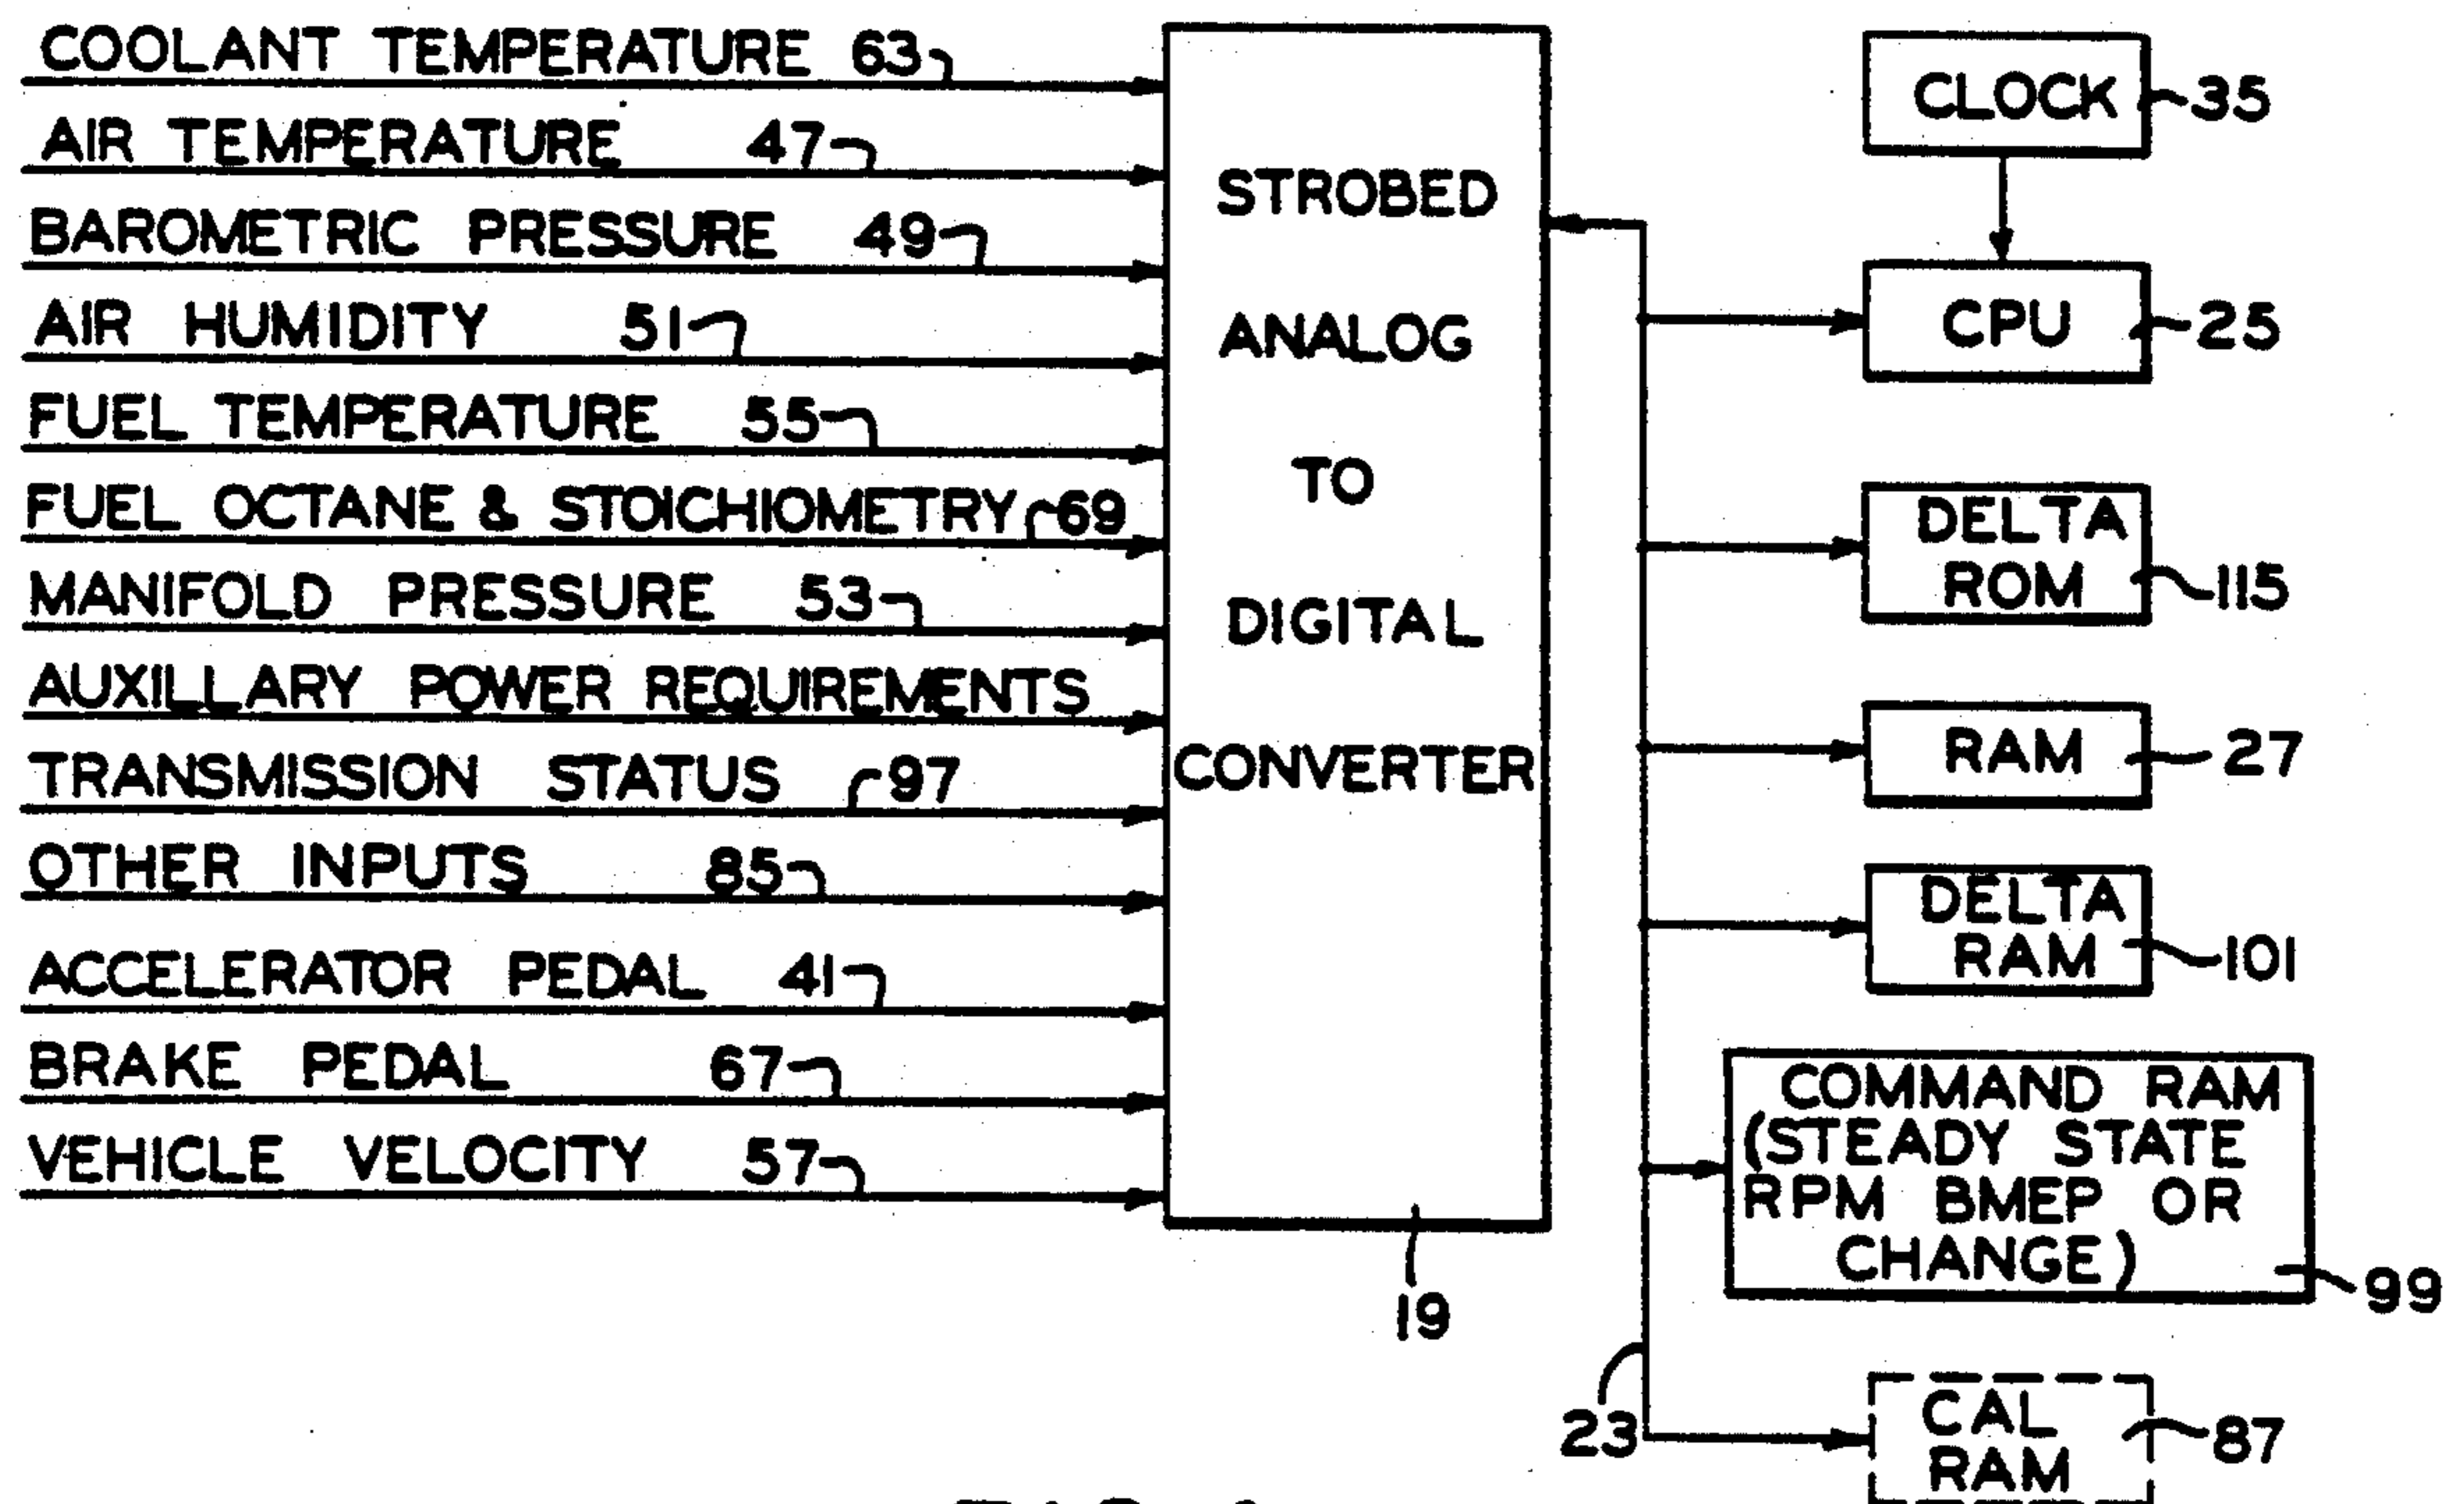 COOLANT TEMPERATURE 63
AIR TEMPERATURE 47
BAROMETRIC PRESSURE 49
AIR HUMIDITY 51
FUEL TEMPERATURE 55
FUEL OCTANE & STOICHIOMETRY 69
MANIFOLD PRESSURE 53
AUXILLARY POWER REQUIREMENTS
TRANSMISSION STATUS 97
OTHER INPUTS 85
ACCELERATOR PEDAL 41
BRAKE PEDAL 67
VEHICLE VELOCITY 57
STROBED
ANALOG
TO
DIGITAL
CONVERTER
19
CLOCK 35
CPU 25
DELTA
ROM 115
RAM 27
DELTA
RAM 101
COMMAND RAM
(STEADY STATE
RPM BMEP OR
CHANGE) 99
23
CAL
RAM 87